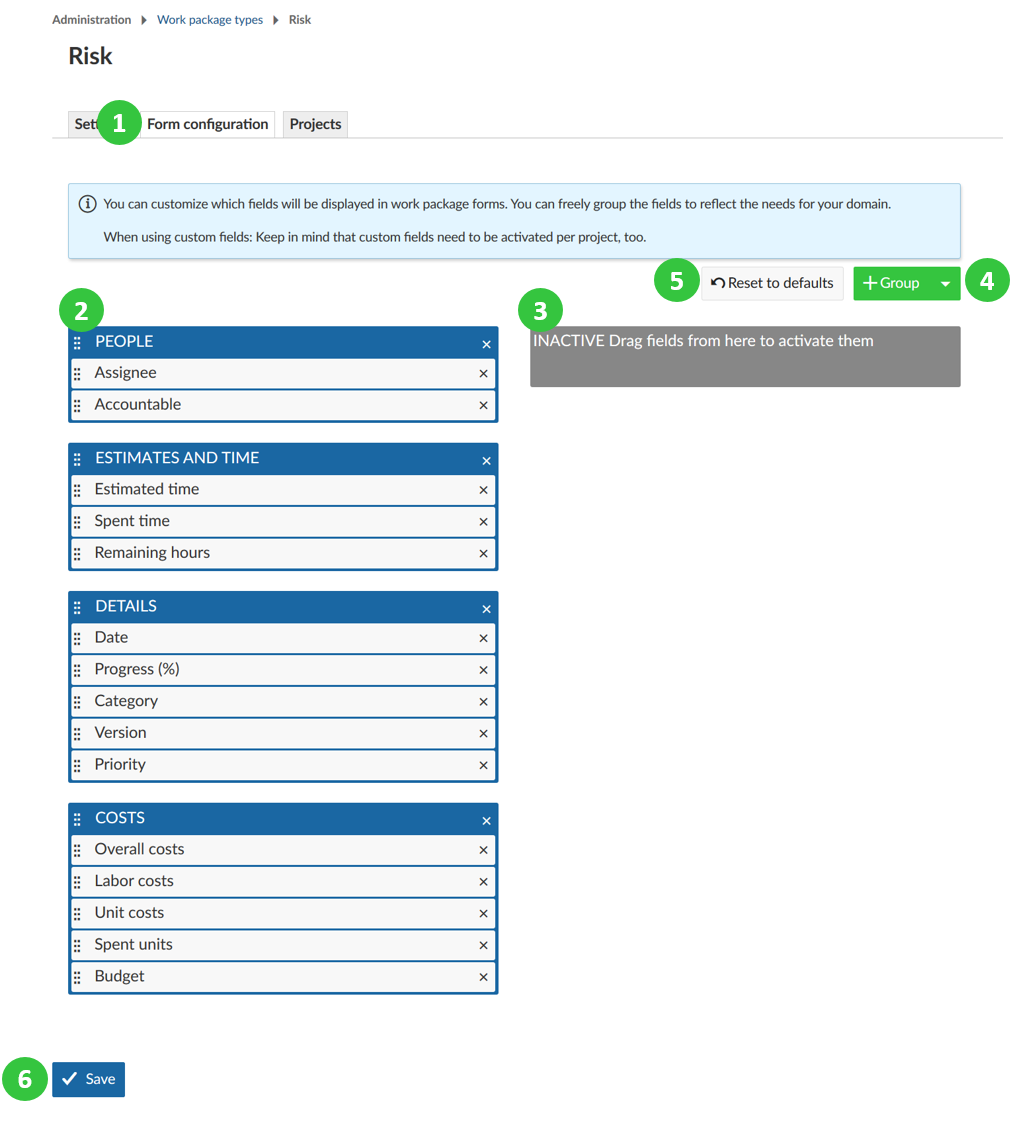 Administration Work package types Risk
Risk
Set 1 Form configuration Projects
You can customize which fields will be displayed in work package forms. You can freely group the fields to reflect the needs for your domain.
When using custom fields: Keep in mind that custom fields need to be activated per project, too.
5 Reset to defaults + Group 4
2 3
PEOPLE
INACTIVE Drag fields from here to activate them
Assignee
Accountable
ESTIMATES AND TIME
Estimated time
Spent time
Remaining hours
DETAILS
Date
Progress (%)
Category
Version
Priority
COSTS
Overall costs
Labor costs
Unit costs
Spent units
Budget
6 Save